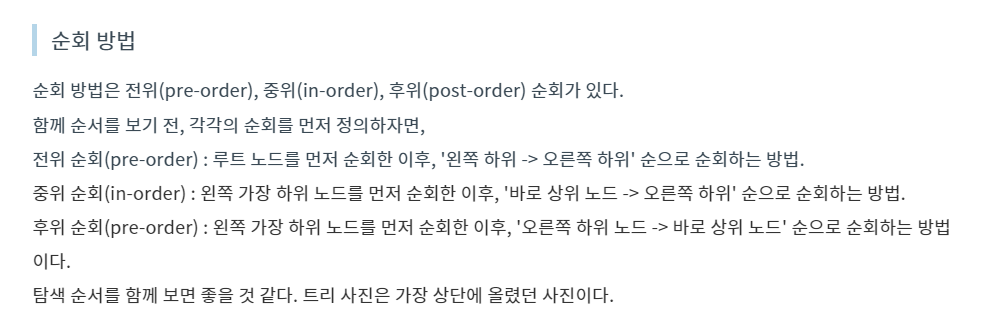 순회 방법
순회 방법은 전위(pre-order), 중위(in-order), 후위(post-order) 순회가 있다.
함께 순서를 보기 전, 각각의 순회를 먼저 정의하자면,
전위 순회(pre-order) : 루트 노드를 먼저 순회한 이후, '왼쪽 하위 -> 오른쪽 하위' 순으로 순회하는 방법.
중위 순회(in-order) : 왼쪽 가장 하위 노드를 먼저 순회한 이후, '바로 상위 노드 -> 오른쪽 하위' 순으로 순회하는 방법.
후위 순회(pre-order) : 왼쪽 가장 하위 노드를 먼저 순회한 이후, '오른쪽 하위 노드 -> 바로 상위 노드' 순으로 순회하는 방법
이다.
탐색 순서를 함께 보면 좋을 것 같다. 트리 사진은 가장 상단에 올렸던 사진이다.